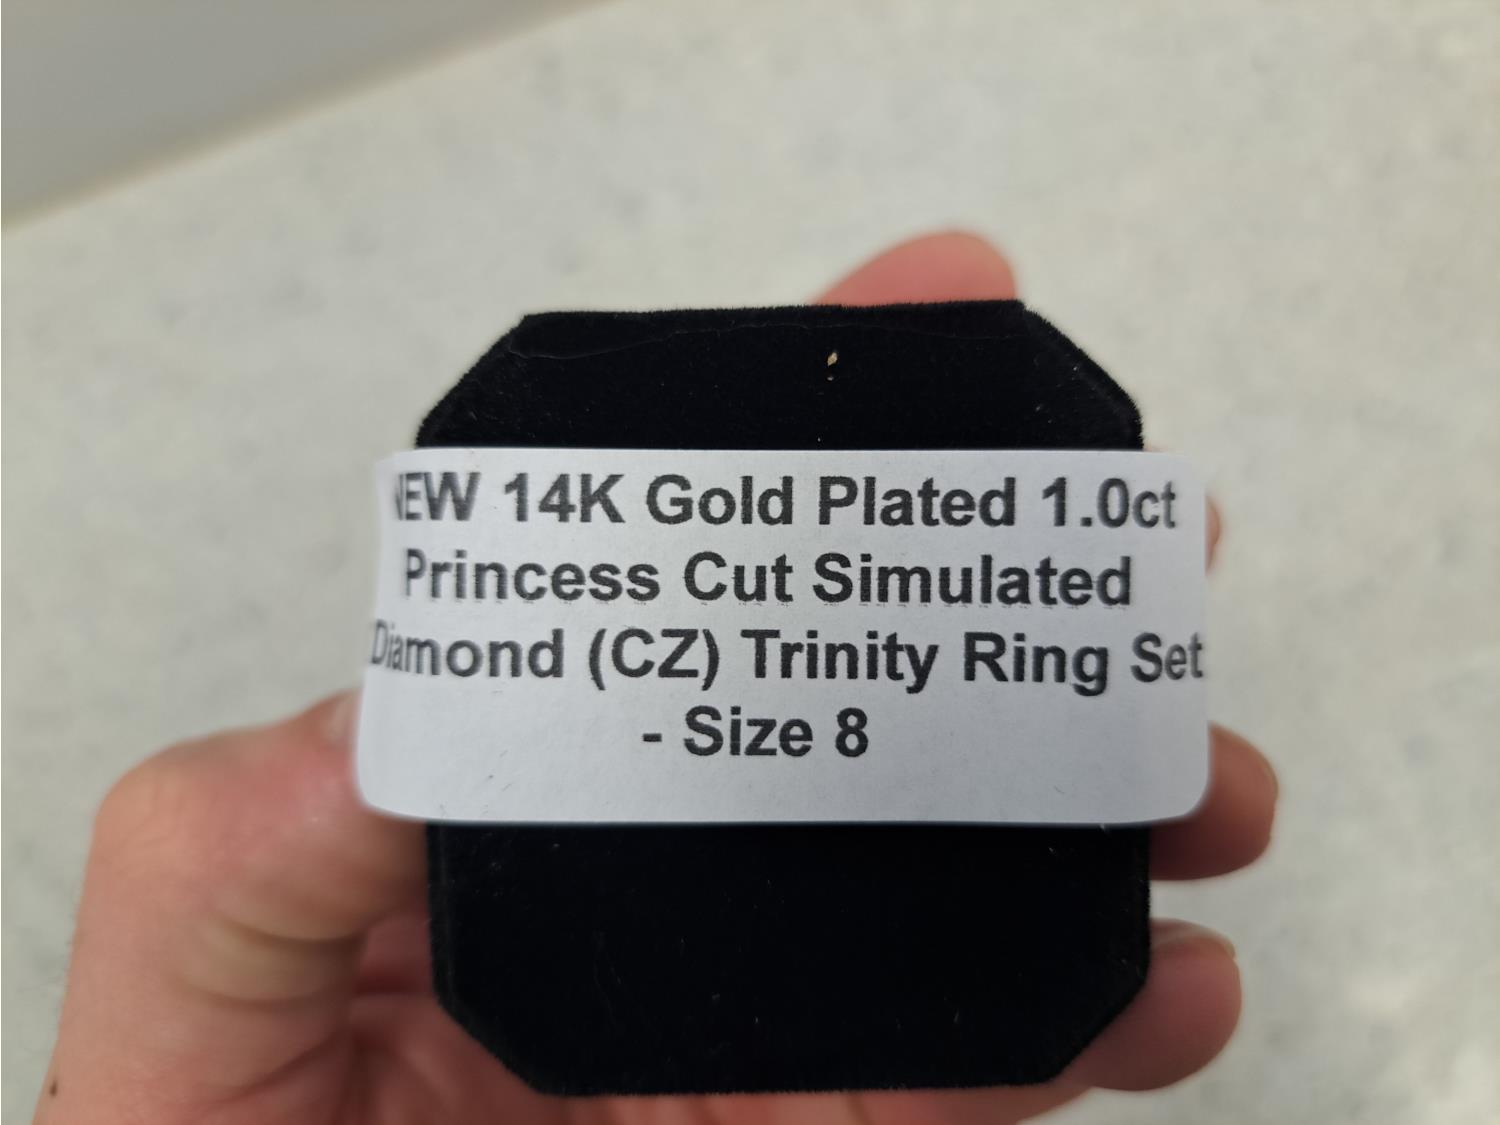 NEW 14K Gold Plated 1.0ct
Princess Cut Simulated
Diamond (CZ) Trinity Ring Set
- Size 8